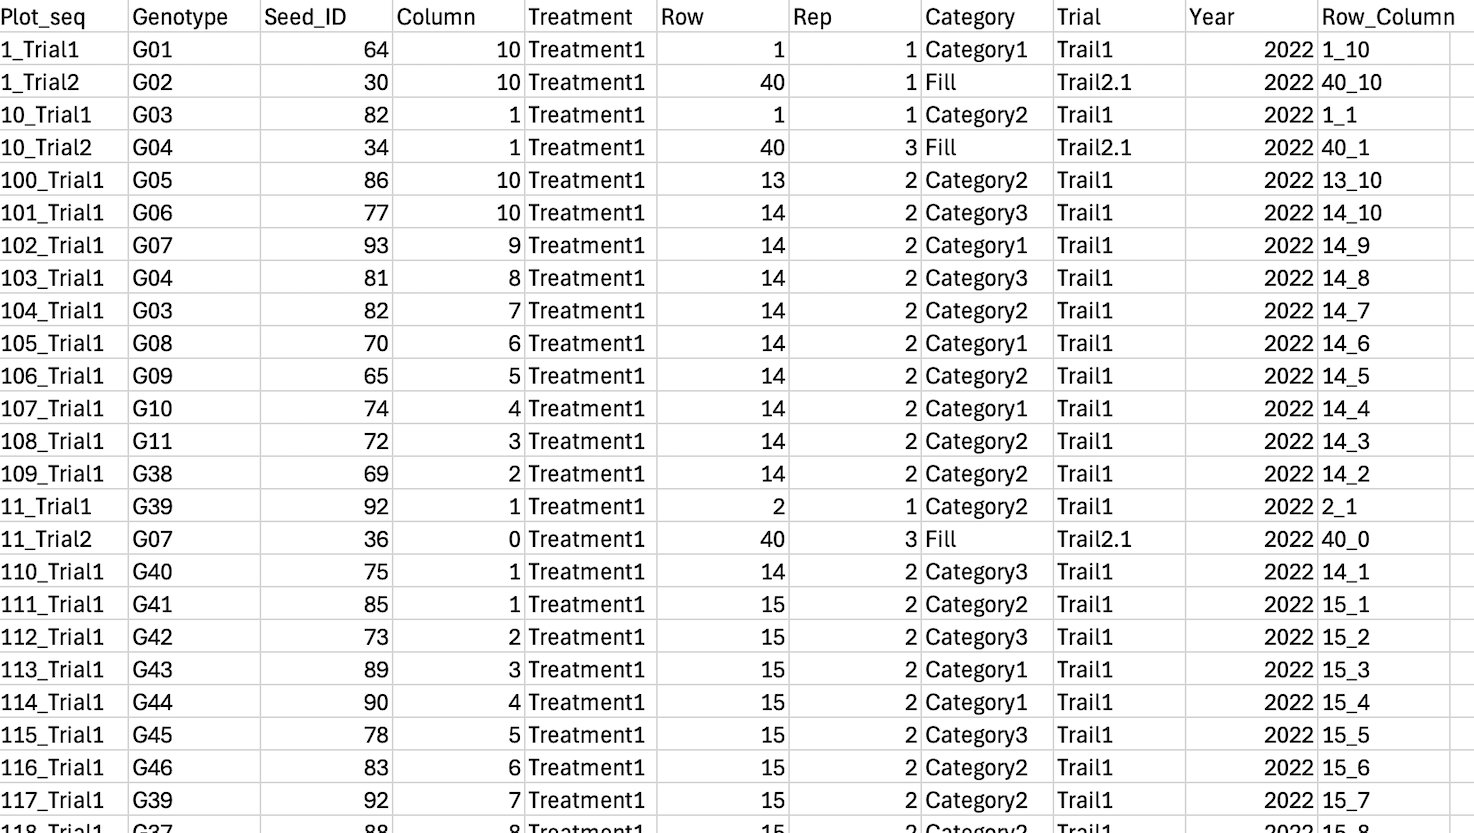 Plot_seq Genotype Seed_ID Column Treatment Row Rep Category Trial Year Row_Column
1_Trial1 G01 64 10 Treatment1 1 1 Category1 Trail1 2022 1_10
1_Trial2 G02 30 10 Treatment1 40 1 Fill Trail2.1 2022 40_10
10_Trial1 G03 82 1 Treatment1 1 1 Category2 Trail1 2022 1_1
10_Trial2 G04 34 1 Treatment1 40 3 Fill Trail2.1 2022 40_1
100_Trial1 G05 86 10 Treatment1 13 2 Category2 Trail1 2022 13_10
101_Trial1 G06 77 10 Treatment1 14 2 Category3 Trail1 2022 14_10
102_Trial1 G07 93 9 Treatment1 14 2 Category1 Trail1 2022 14_9
103_Trial1 G04 81 8 Treatment1 14 2 Category3 Trail1 2022 14_8
104_Trial1 G03 82 7 Treatment1 14 2 Category2 Trail1 2022 14_7
105_Trial1 G08 70 6 Treatment1 14 2 Category1 Trail1 2022 14_6
106_Trial1 G09 65 5 Treatment1 14 2 Category2 Trail1 2022 14_5
107_Trial1 G10 74 4 Treatment1 14 2 Category1 Trail1 2022 14_4
108_Trial1 G11 72 3 Treatment1 14 2 Category2 Trail1 2022 14_3
109_Trial1 G38 69 2 Treatment1 14 2 Category2 Trail1 2022 14_2
11_Trial1 G39 92 1 Treatment1 2 1 Category2 Trail1 2022 2_1
11_Trial2 G07 36 0 Treatment1 40 3 Fill Trail2.1 2022 40_0
110_Trial1 G40 75 1 Treatment1 14 2 Category3 Trail1 2022 14_1
111_Trial1 G41 85 1 Treatment1 15 2 Category2 Trail1 2022 15_1
112_Trial1 G42 73 2 Treatment1 15 2 Category3 Trail1 2022 15_2
113_Trial1 G43 89 3 Treatment1 15 2 Category1 Trail1 2022 15_3
114_Trial1 G44 90 4 Treatment1 15 2 Category1 Trail1 2022 15_4
115_Trial1 G45 78 5 Treatment1 15 2 Category3 Trail1 2022 15_5
116_Trial1 G46 83 6 Treatment1 15 2 Category2 Trail1 2022 15_6
117_Trial1 G39 92 7 Treatment1 15 2 Category2 Trail1 2022 15_7
118_Trial1 G37 88 8 Treatment1 15 2 Category2 Trail1 2022 15_8